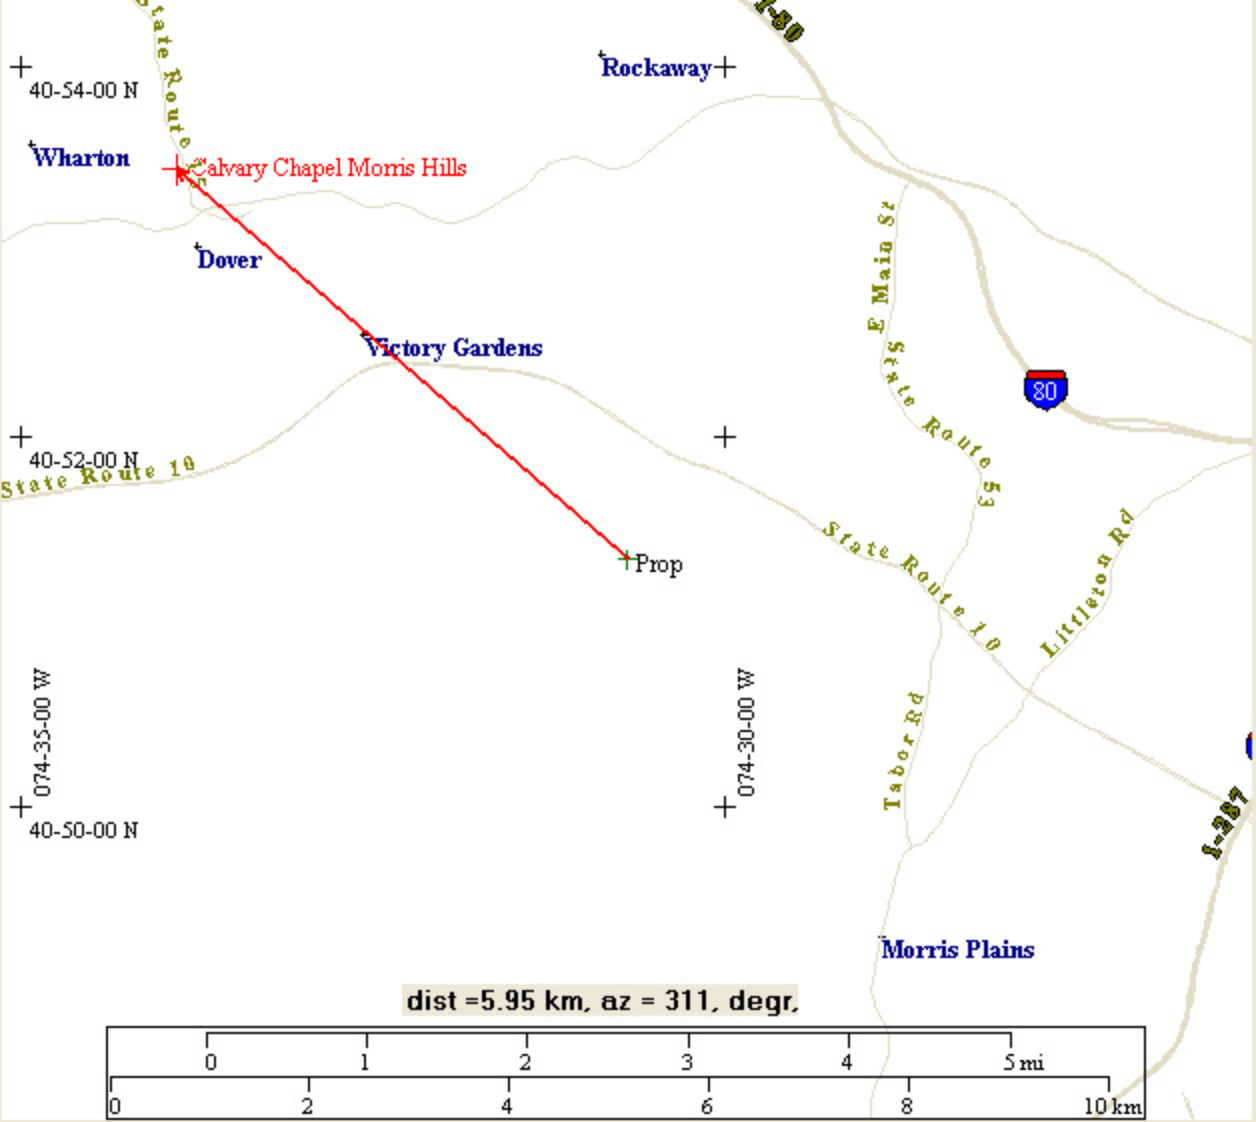 State Route 15
I-80
Rockaway
40-54-00 N
Wharton
Calvary Chapel Morris Hills
Dover
E Main St
Victory Gardens
State Route 53
80
40-52-00 N
State Route 10
State Route 10
Littleton Rd
Prop
074-35-00 W
074-30-00 W
Tabor Rd
40-50-00 N
I-287
Morris Plains
dist =5.95 km, az = 311, degr,
0 1 2 3 4 5 mi
0 2 4 6 8 10 km